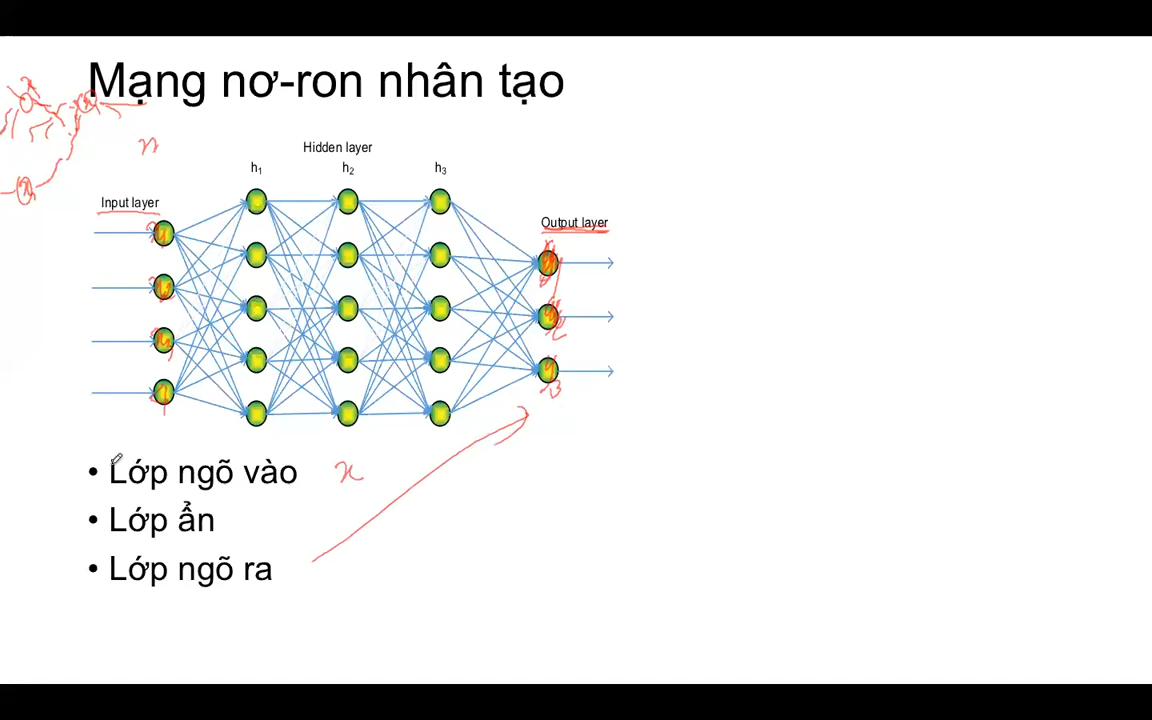 Mạng nơ-ron nhân tạo
n
Hidden layer
h1 h2 h3
Input layer
Output layer
• Lớp ngõ vào x
• Lớp ẩn
• Lớp ngõ ra